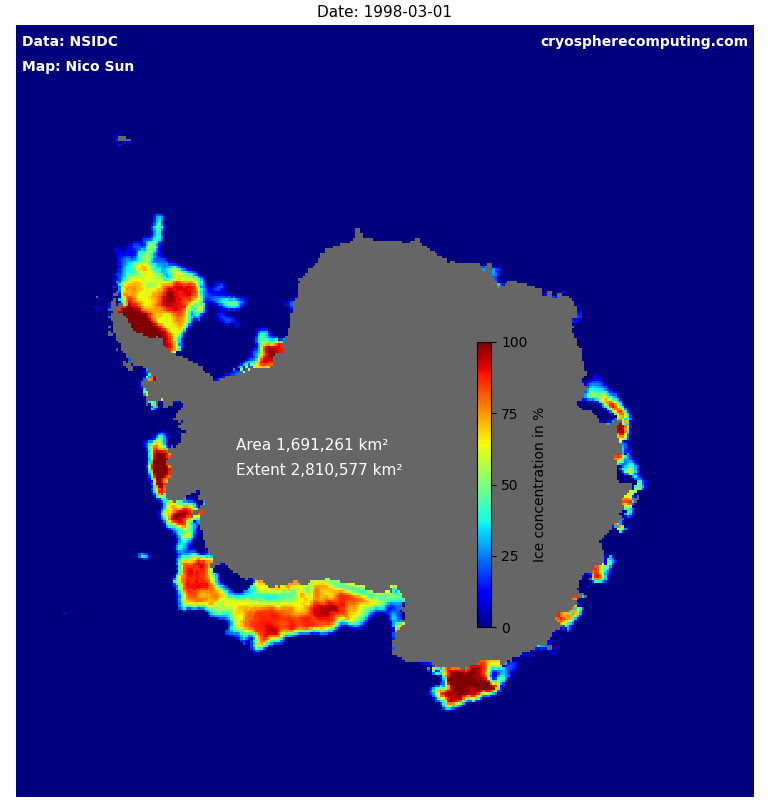 Date: 1998-03-01
Data: NSIDC
cryospherecomputing.com
Map: Nico Sun
100
75
50
25
0
Ice concentration in %
Area 1,691,261 km²
Extent 2,810,577 km²